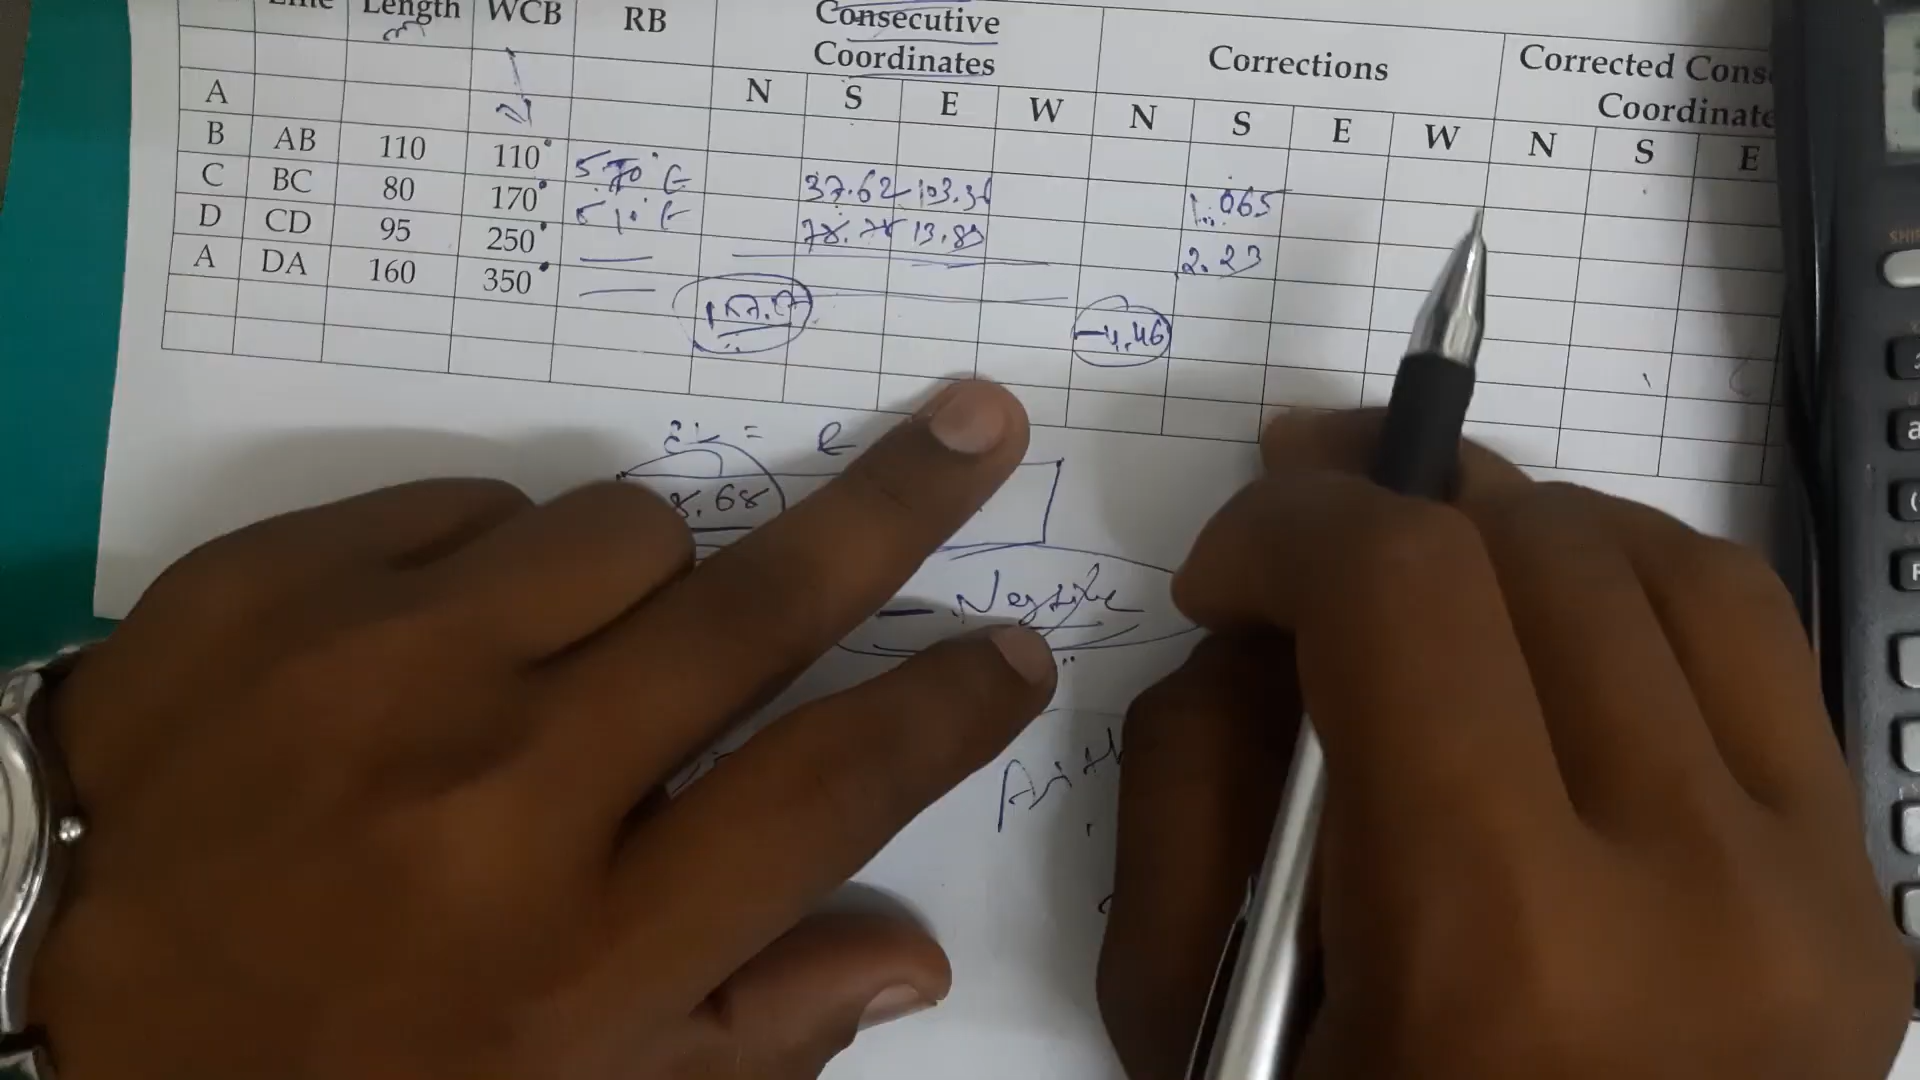 Length WCB RB Consecutive Coordinates Corrections Corrected Cons Coordinate
m
N S E W N S E W N S E
A
B AB 110 110° S 70° E 37.62 103.36 1.065
C BC 80 170° S 10° E 78.78 13.89 2.23
D CD 95 250°
A DA 160 350° -4.46
=
8.68
- Negative
Arith